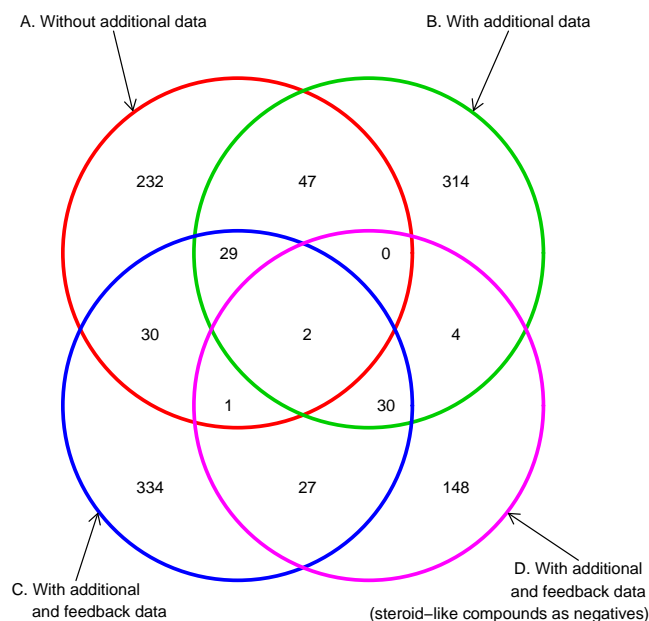 A. Without additional data
B. With additional data
232
47
314
29
0
30
2
4
1
30
334
27
148
C. With additional
and feedback data
D. With additional
and feedback data
(steroid−like compounds as negatives)